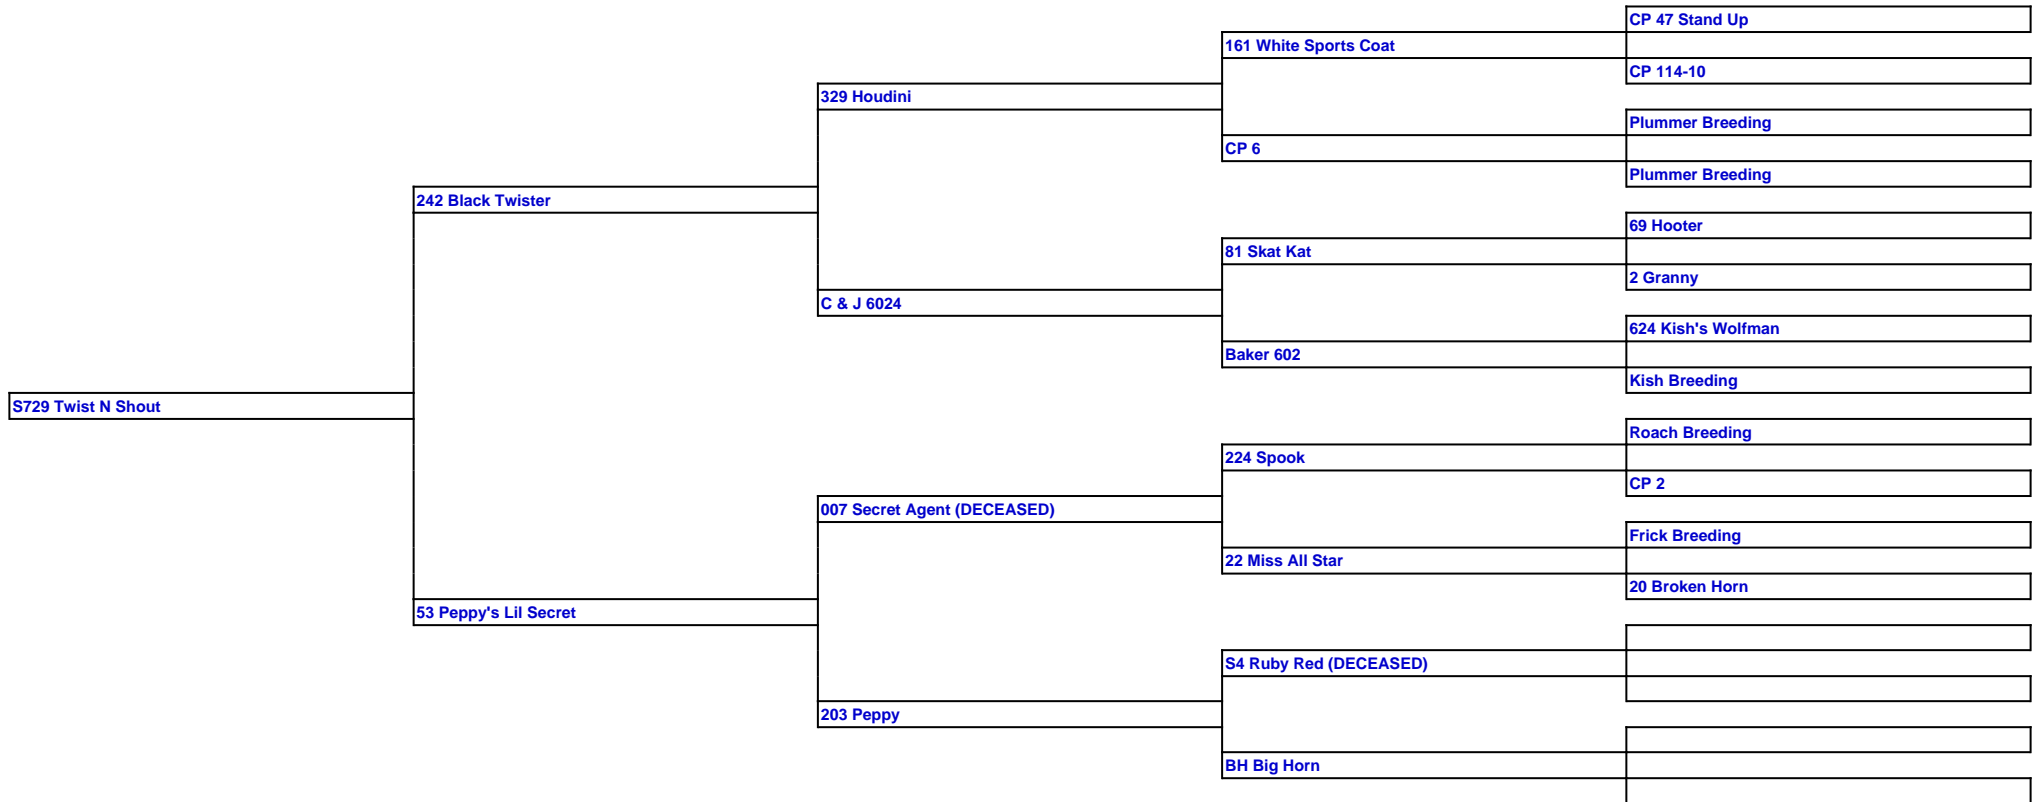 CP 47 Stand Up
161 White Sports Coat
CP 114-10
329 Houdini
Plummer Breeding
CP 6
Plummer Breeding
242 Black Twister
69 Hooter
81 Skat Kat
2 Granny
C & J 6024
624 Kish's Wolfman
Baker 602
Kish Breeding
S729 Twist N Shout
Roach Breeding
224 Spook
CP 2
007 Secret Agent (DECEASED)
Frick Breeding
22 Miss All Star
20 Broken Horn
53 Peppy's Lil Secret
S4 Ruby Red (DECEASED)
203 Peppy
BH Big Horn